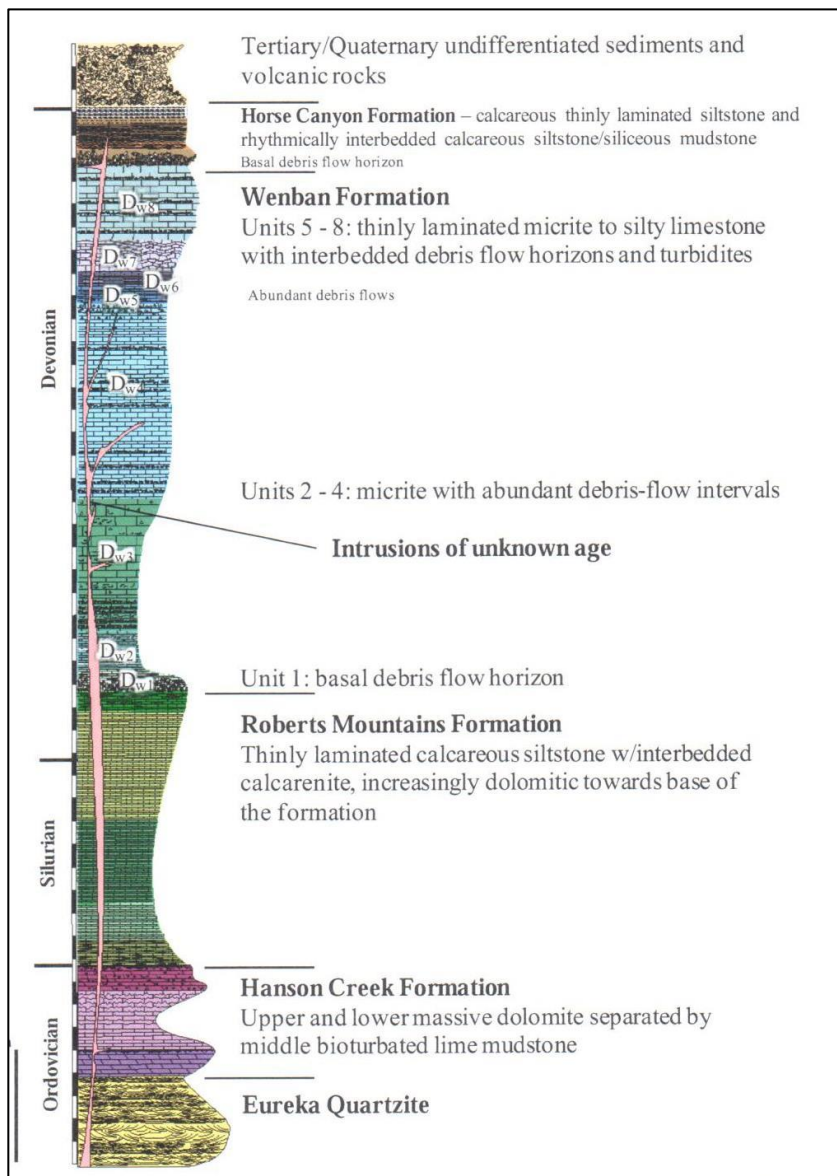 Tertiary/Quaternary undifferentiated sediments and
volcanic rocks
Horse Canyon Formation – calcareous thinly laminated siltstone and
rhythmically interbedded calcareous siltstone/siliceous mudstone
Basal debris flow horizon
Wenban Formation
Units 5 - 8: thinly laminated micrite to silty limestone
with interbedded debris flow horizons and turbidites
Abundant debris flows
Units 2 - 4: micrite with abundant debris-flow intervals
Intrusions of unknown age
Unit 1: basal debris flow horizon
Roberts Mountains Formation
Thinly laminated calcareous siltstone w/interbedded
calcarenite, increasingly dolomitic towards base of
the formation
Hanson Creek Formation
Upper and lower massive dolomite separated by
middle bioturbated lime mudstone
Eureka Quartzite
Devonian
Silurian
Ordovician
Dw8
Dw7
Dw6
Dw5
Dw4
Dw3
Dw2
Dw1